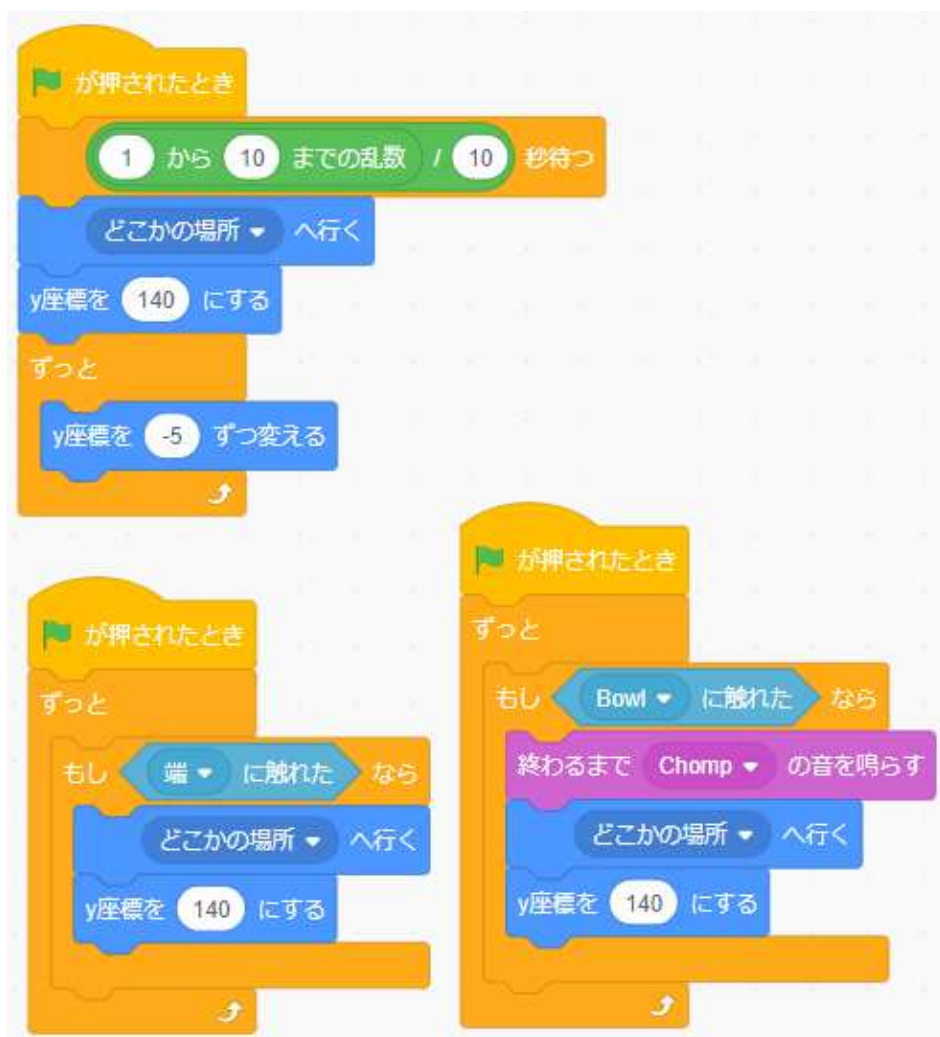 が押されたとき
1 から 10 までの乱数 / 10 秒待つ
どこかの場所 へ行く
y座標を 140 にする
ずっと
y座標を -5 ずつ変える
が押されたとき
ずっと
もし 端 に触れた なら
どこかの場所 へ行く
y座標を 140 にする
が押されたとき
ずっと
もし Bowl に触れた なら
終わるまで Chomp の音を鳴らす
どこかの場所 へ行く
y座標を 140 にする